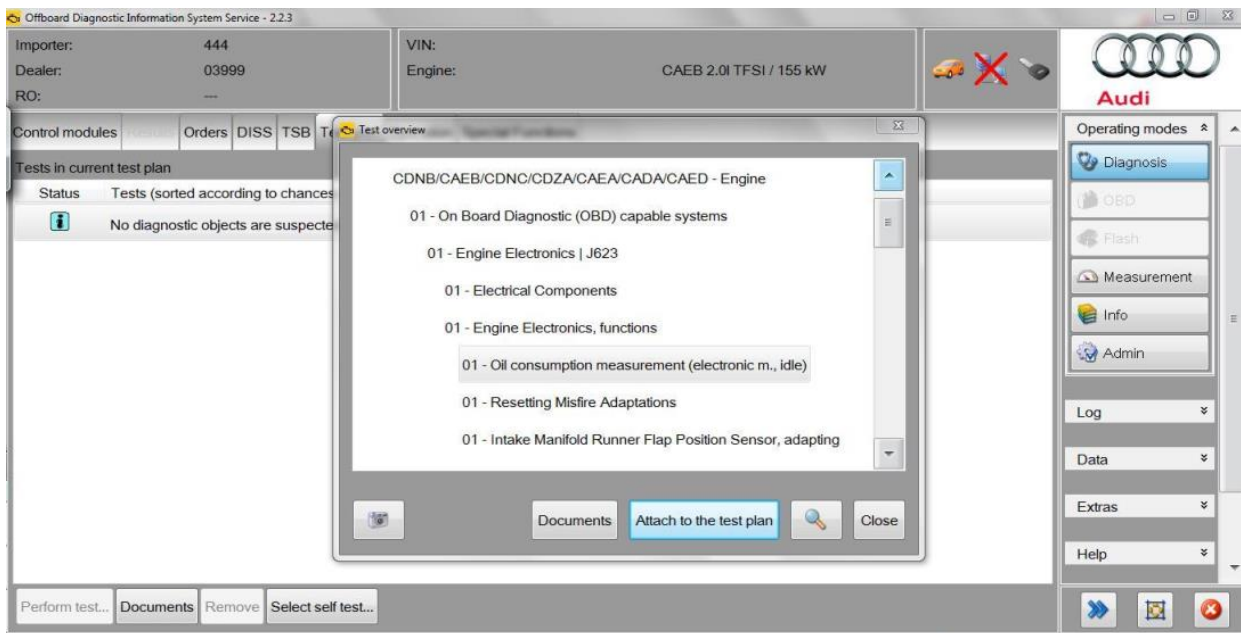 Offboard Diagnostic Information System Service - 2.2.3
Importer: 444
Dealer: 03999
RO: ---
VIN:
Engine: CAEB 2.0l TFSI / 155 kW
Audi
Control modules Results Orders DISS TSB Te
Tests in current test plan
Status Tests (sorted according to chances
No diagnostic objects are suspecte
Test overview
CDNB/CAEB/CDNC/CDZA/CAEA/CADA/CAED - Engine
01 - On Board Diagnostic (OBD) capable systems
01 - Engine Electronics | J623
01 - Electrical Components
01 - Engine Electronics, functions
01 - Oil consumption measurement (electronic m., idle)
01 - Resetting Misfire Adaptations
01 - Intake Manifold Runner Flap Position Sensor, adapting
Documents Attach to the test plan Close
Perform test... Documents Remove Select self test...
Operating modes
Diagnosis
OBD
Flash
Measurement
Info
Admin
Log
Data
Extras
Help